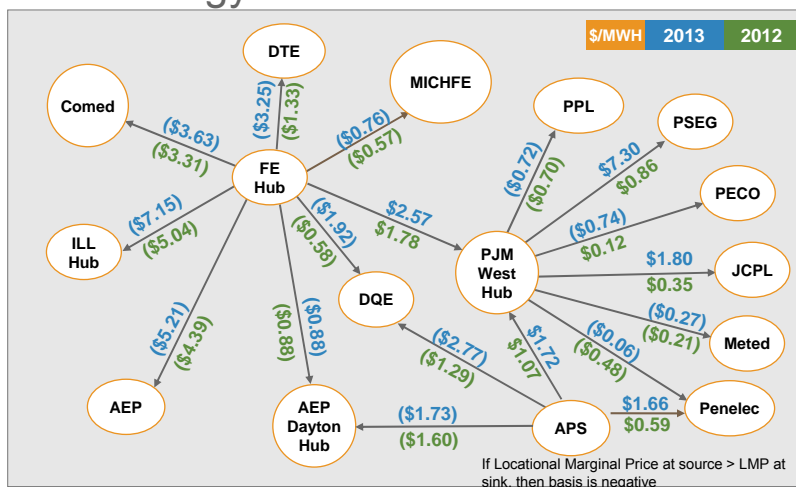 $/MWH 2013 2012
DTE
MICHFE
Comed
PPL
PSEG
($3.25)
($1.33)
($0.76)
($0.57)
($3.63)
($3.31)
FE
Hub
($0.72)
($0.70)
$7.30
$0.86
PECO
($7.15)
($5.04)
ILL
Hub
($1.92)
($0.58)
$2.57
$1.78
PJM
West
Hub
($0.74)
$0.12
$1.80
$0.35
JCPL
DQE
($5.21)
($4.39)
($0.88)
($0.88)
($2.77)
($1.29)
$1.72
$1.07
($0.27)
($0.21)
Meted
($0.06)
($0.48)
AEP
AEP
Dayton
Hub
($1.73)
($1.60)
APS
$1.66
$0.59
Penelec
If Locational Marginal Price at source > LMP at
sink, then basis is negative